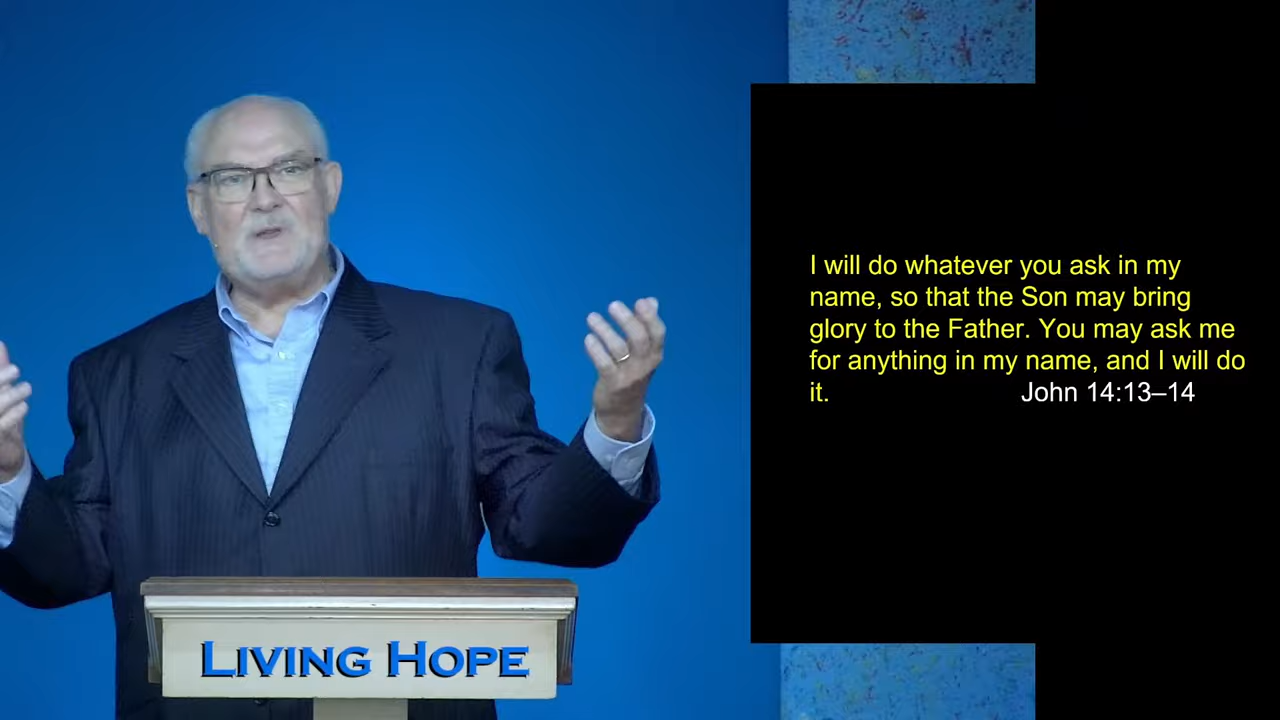 I will do whatever you ask in my
name, so that the Son may bring
glory to the Father. You may ask me
for anything in my name, and I will do
it. John 14:13–14
LIVING HOPE